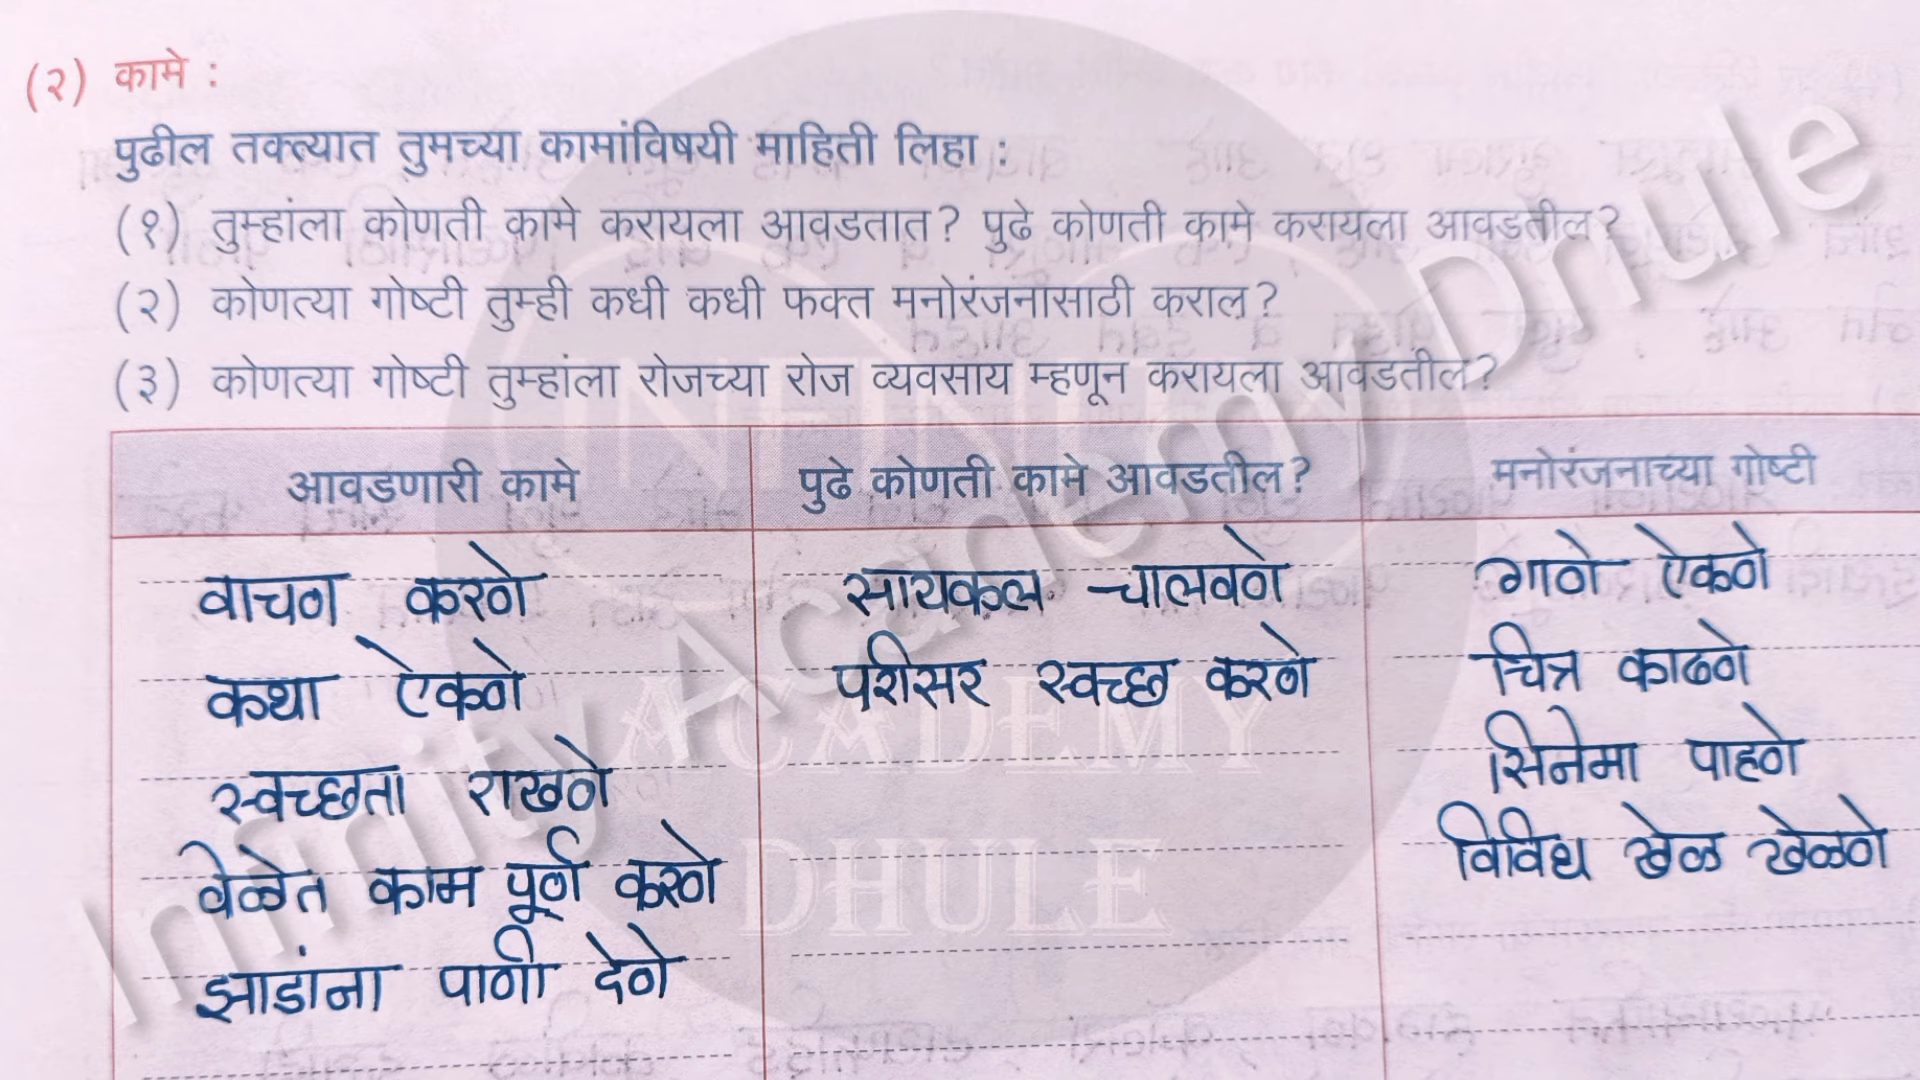 (२) कामे :
पुढील तक्त्यात तुमच्या कामांविषयी माहिती लिहा :
(१) तुम्हांला कोणती कामे करायला आवडतात? पुढे कोणती कामे करायला आवडतील?
(२) कोणत्या गोष्टी तुम्ही कधी कधी फक्त मनोरंजनासाठी कराल?
(३) कोणत्या गोष्टी तुम्हांला रोजच्या रोज व्यवसाय म्हणून करायला आवडतील?
आवडणारी कामे पुढे कोणती कामे आवडतील? मनोरंजनाच्या गोष्टी
वाचण करणे सायकल चालवणे गाणे ऐकणे
कथा ऐकणे परीसर स्वच्छ करणे चित्र काढणे
स्वच्छता राखणे सिनेमा पाहणे
वेळेत काम पूर्ण करणे विविध खेळ खेळणे
झाडांना पाणी देणे
Infinity Academy Dhule
INFINITY
ACADEMY
DHULE